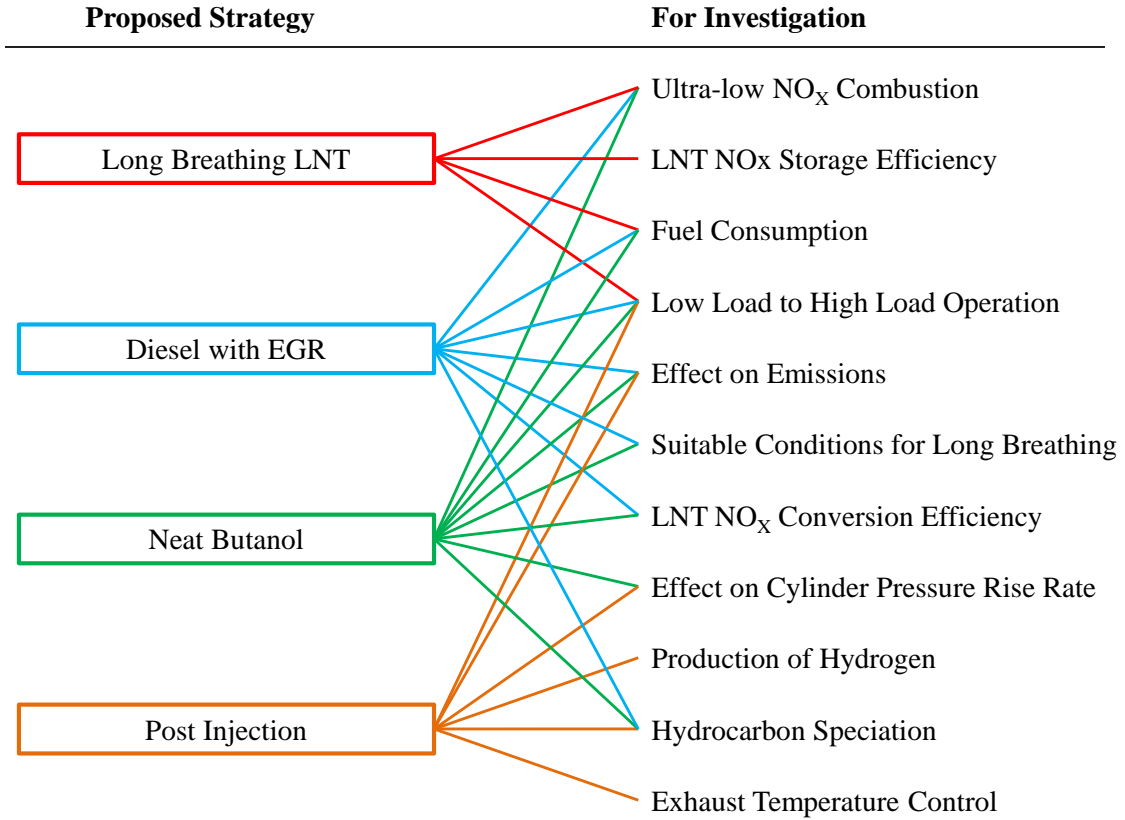 Proposed Strategy
For Investigation
Long Breathing LNT
Diesel with EGR
Neat Butanol
Post Injection
Ultra-low NOX Combustion
LNT NOx Storage Efficiency
Fuel Consumption
Low Load to High Load Operation
Effect on Emissions
Suitable Conditions for Long Breathing
LNT NOX Conversion Efficiency
Effect on Cylinder Pressure Rise Rate
Production of Hydrogen
Hydrocarbon Speciation
Exhaust Temperature Control